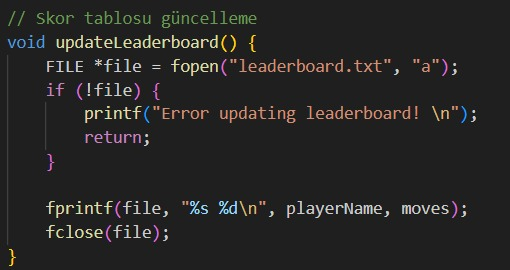 // Skor tablosu güncelleme
void updateLeaderboard() {
    FILE *file = fopen("leaderboard.txt", "a");
    if (!file) {
        printf("Error updating leaderboard! \n");
        return;
    }

    fprintf(file, "%s %d\n", playerName, moves);
    fclose(file);
}